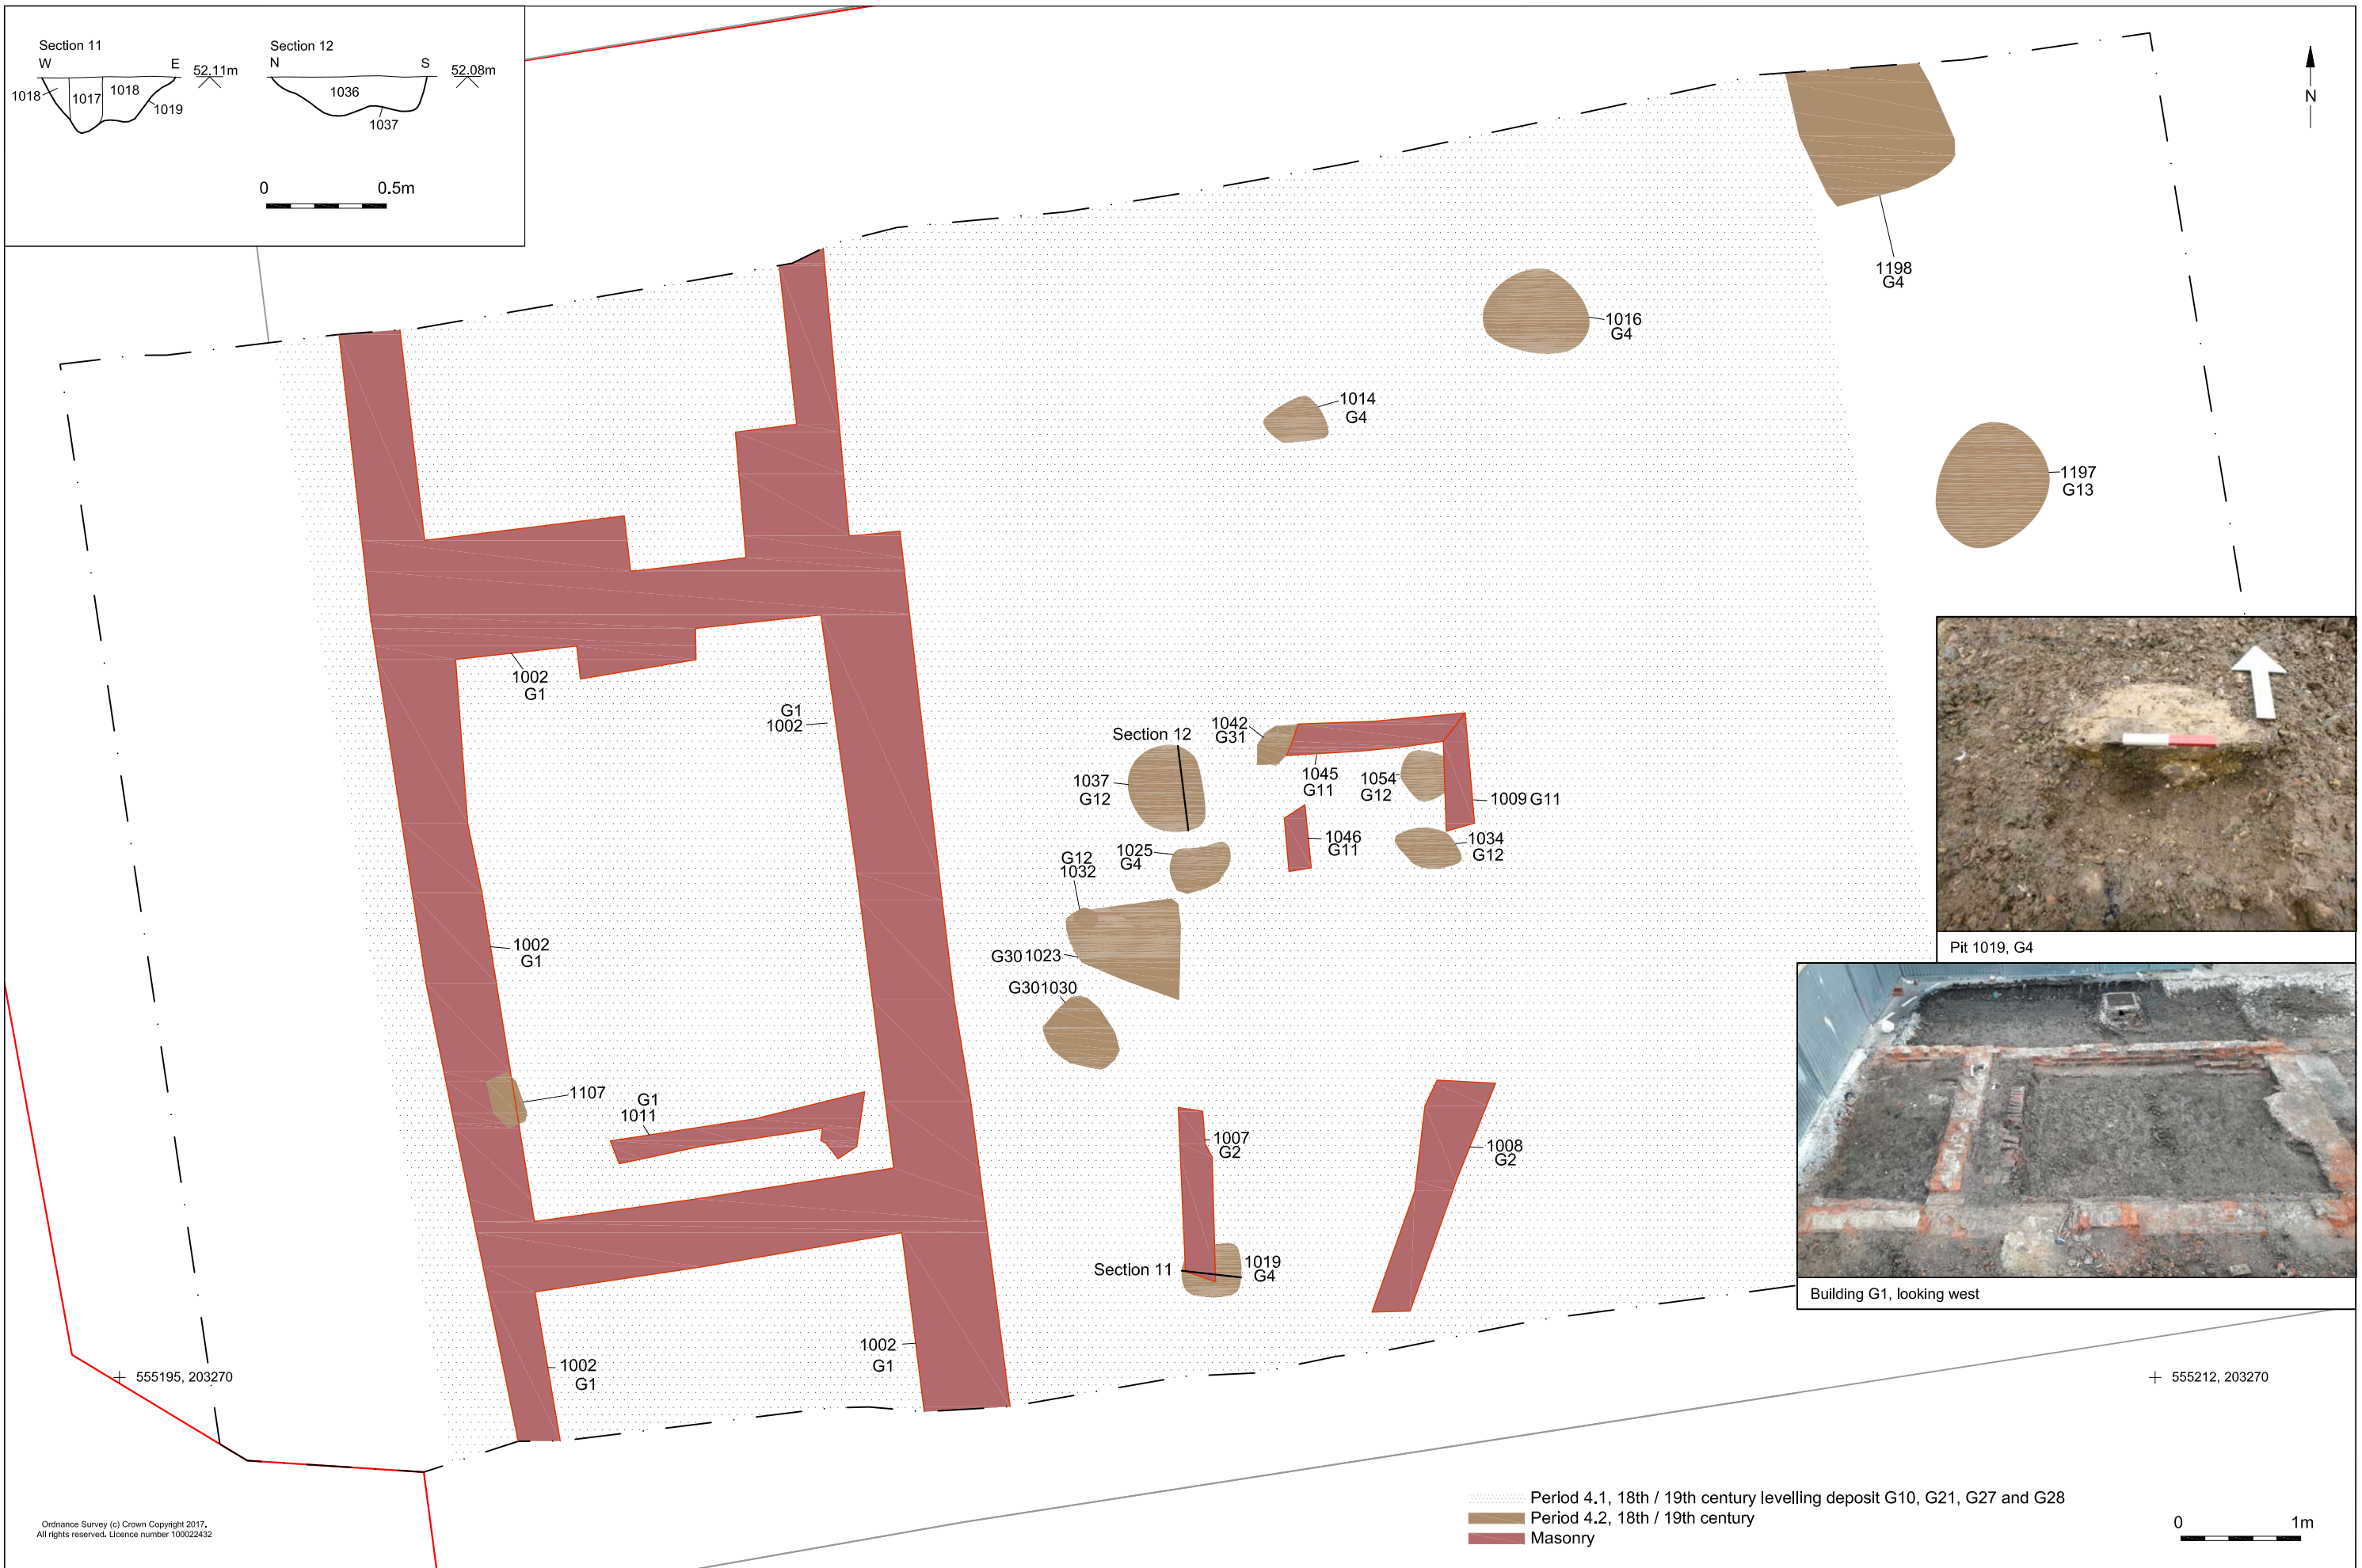 Section 11
W E 52.11m
1018 1017 1018 1019
Section 12
N S 52.08m
1036
1037
0 0.5m
N
1198
G4
1016
G4
1014
G4
1197
G13
1002
G1
G1
1002
Section 12
1042
G31
1037
G12
1045
G11
1054
G12
1009 G11
1046
G11
1034
G12
1025
G4
G12
1032
G30 1023
G30 1030
1002
G1
1107
G1
1011
1007
G2
1008
G2
Section 11
1019
G4
1002
G1
1002
G1
Pit 1019, G4
Building G1, looking west
555195, 203270
555212, 203270
Period 4.1, 18th / 19th century levelling deposit G10, G21, G27 and G28
Period 4.2, 18th / 19th century
Masonry
0 1m
Ordnance Survey (c) Crown Copyright 2017.
All rights reserved. Licence number 100022432